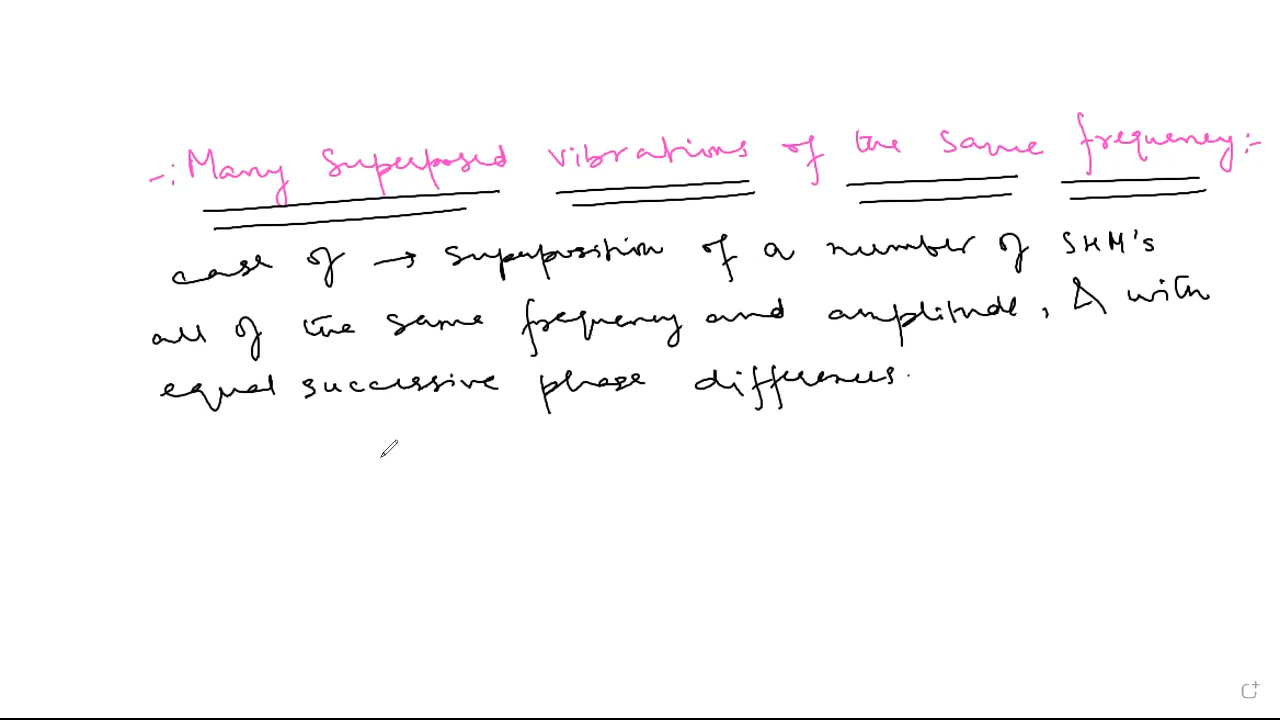 -: Many Superposed vibrations of the same frequency:-
case of → superposition of a number of SHM's
all of the same frequency and amplitude, & with
equal successive phase differences.